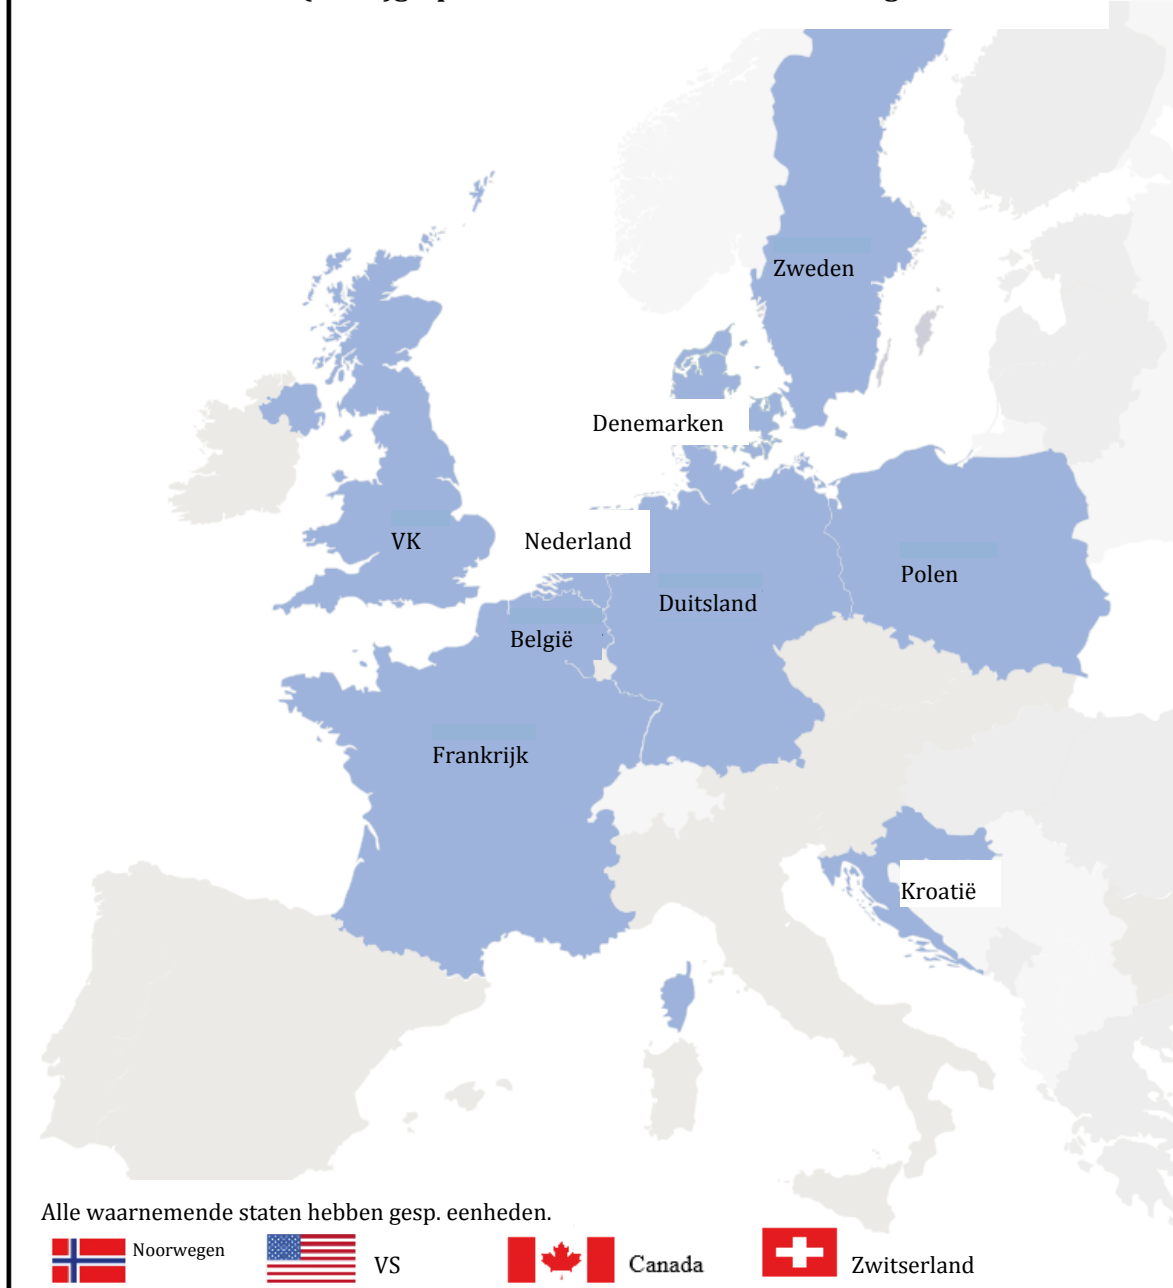 Zweden
Denemarken
VK
Nederland
Polen
Duitsland
België
Frankrijk
Kroatië
Alle waarnemende staten hebben gesp. eenheden.
Noorwegen
VS
Canada
Zwitserland